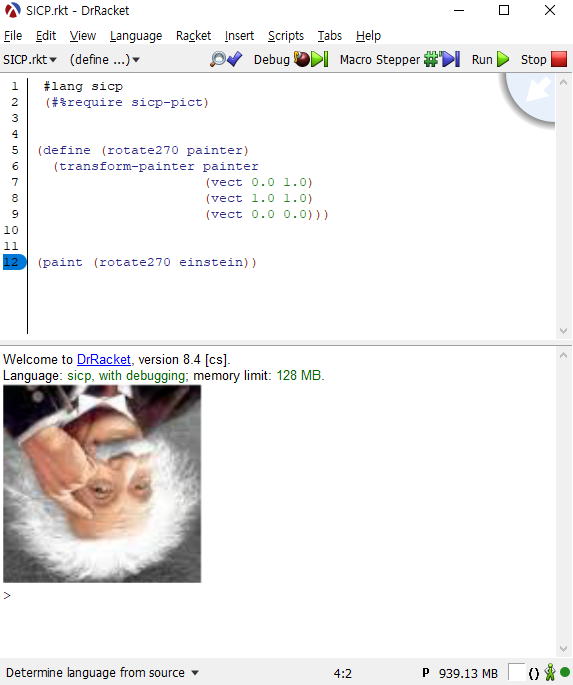 SICP.rkt - DrRacket
File Edit View Language Racket Insert Scripts Tabs Help
SICP.rkt (define ...) Debug Macro Stepper Run Stop
1 #lang sicp
2 (#%require sicp-pict)
3
4
5 (define (rotate270 painter)
6 (transform-painter painter
7 (vect 0.0 1.0)
8 (vect 1.0 1.0)
9 (vect 0.0 0.0)))
10
11
12 (paint (rotate270 einstein))
Welcome to DrRacket, version 8.4 [cs].
Language: sicp, with debugging; memory limit: 128 MB.
>
Determine language from source 4:2 P 939.13 MB ()